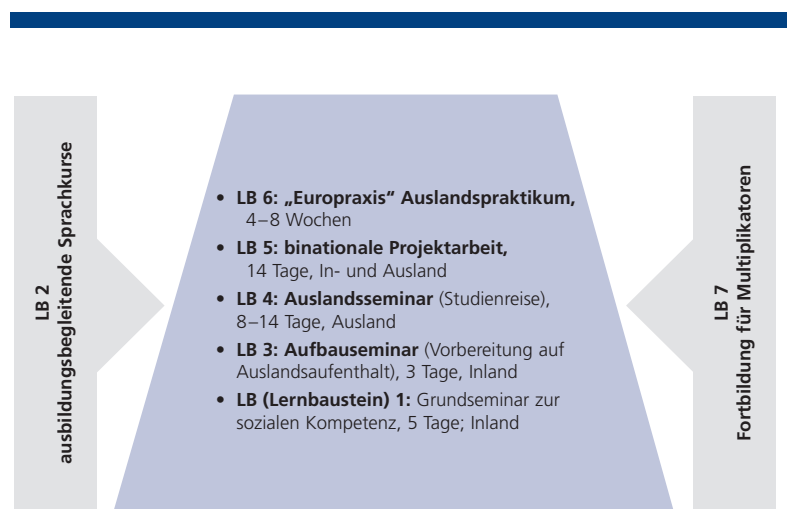 LB 2
ausbildungsbegleitende Sprachkurse
• LB 6: „Europraxis“ Auslandspraktikum,
4–8 Wochen
• LB 5: binationale Projektarbeit,
14 Tage, In- und Ausland
• LB 4: Auslandsseminar (Studienreise),
8–14 Tage, Ausland
• LB 3: Aufbauseminar (Vorbereitung auf
Auslandsaufenthalt), 3 Tage, Inland
• LB (Lernbaustein) 1: Grundseminar zur
sozialen Kompetenz, 5 Tage; Inland
LB 7
Fortbildung für Multiplikatoren